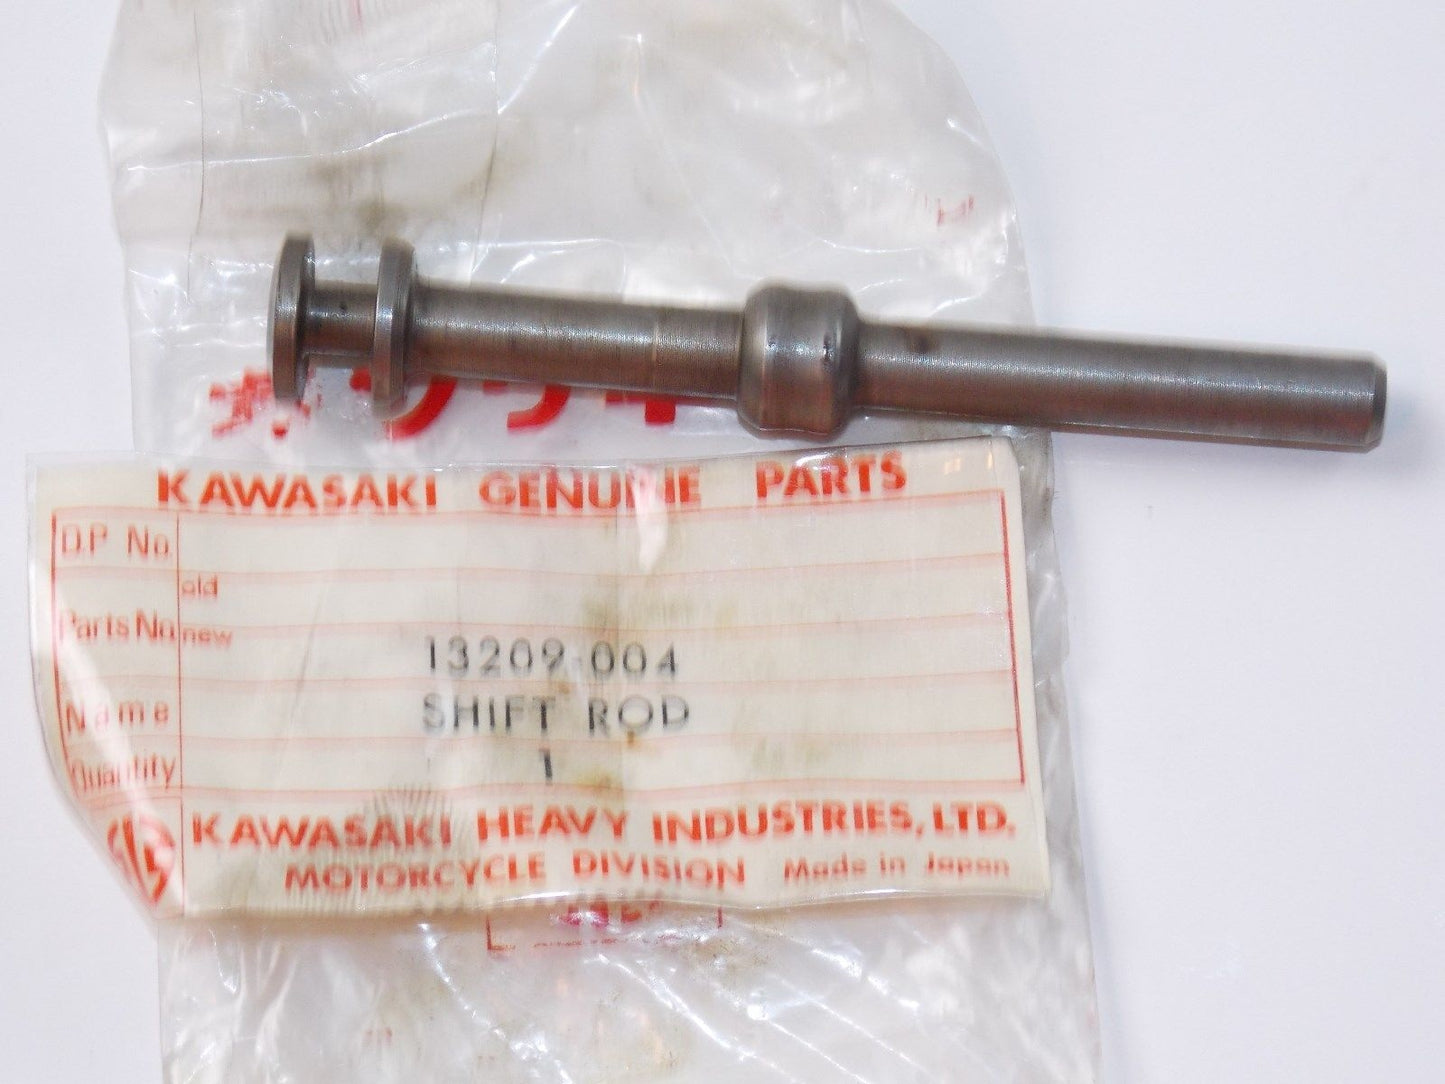 KAWASAKI GENUINE PARTS
D.P No.
old
Parts No. new
13209-004
Name SHIFT ROD
Quantity 1
KAWASAKI HEAVY INDUSTRIES, LTD.
MOTORCYCLE DIVISION Made in Japan